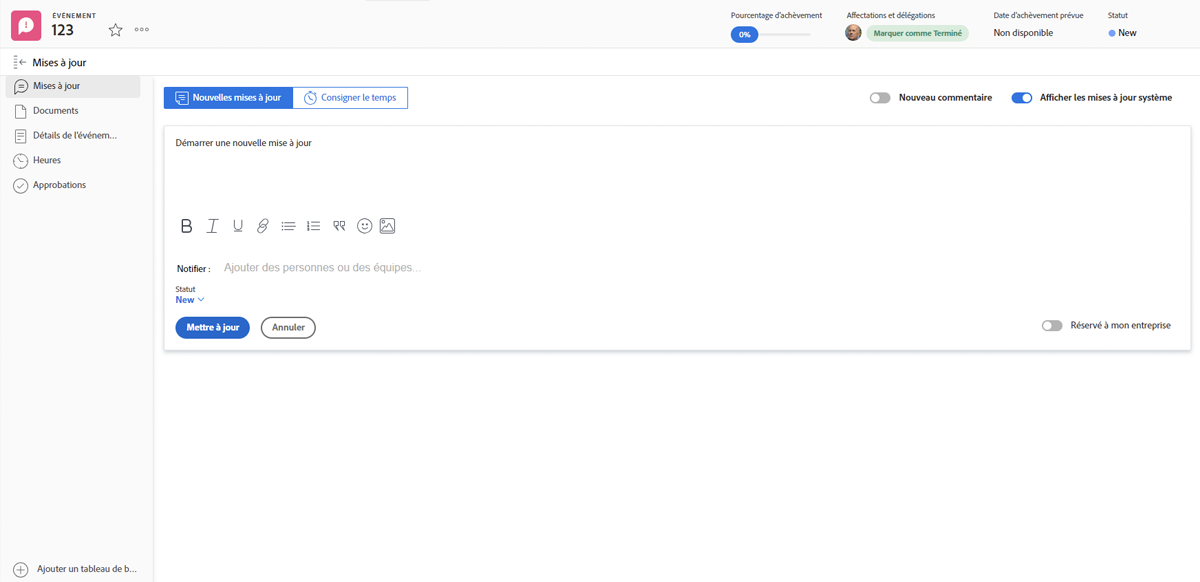 ÉVÉNEMENT
123
Pourcentage d'achèvement
0%
Affectations et délégations
Marquer comme Terminé
Date d'achèvement prévue
Non disponible
Statut
New
Mises à jour
Mises à jour
Documents
Détails de l'événem...
Heures
Approbations
Ajouter un tableau de b...
Nouvelles mises à jour
Consigner le temps
Nouveau commentaire
Afficher les mises à jour système
Démarrer une nouvelle mise à jour
B I U
Notifier :
Ajouter des personnes ou des équipes...
Statut
New
Mettre à jour
Annuler
Réservé à mon entreprise